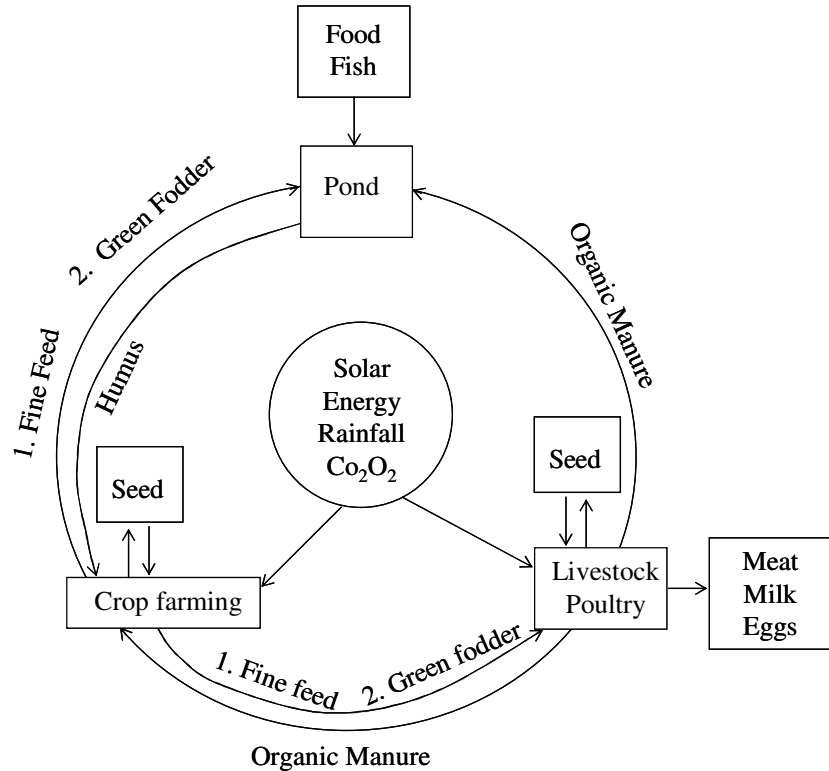 Food
Fish
Pond
2. Green Fodder
Organic Manure
1. Fine Feed
Humus
Solar
Energy
Rainfall
Co₂O₂
Seed
Seed
Crop farming
Livestock
Poultry
Meat
Milk
Eggs
1. Fine feed
2. Green fodder
Organic Manure